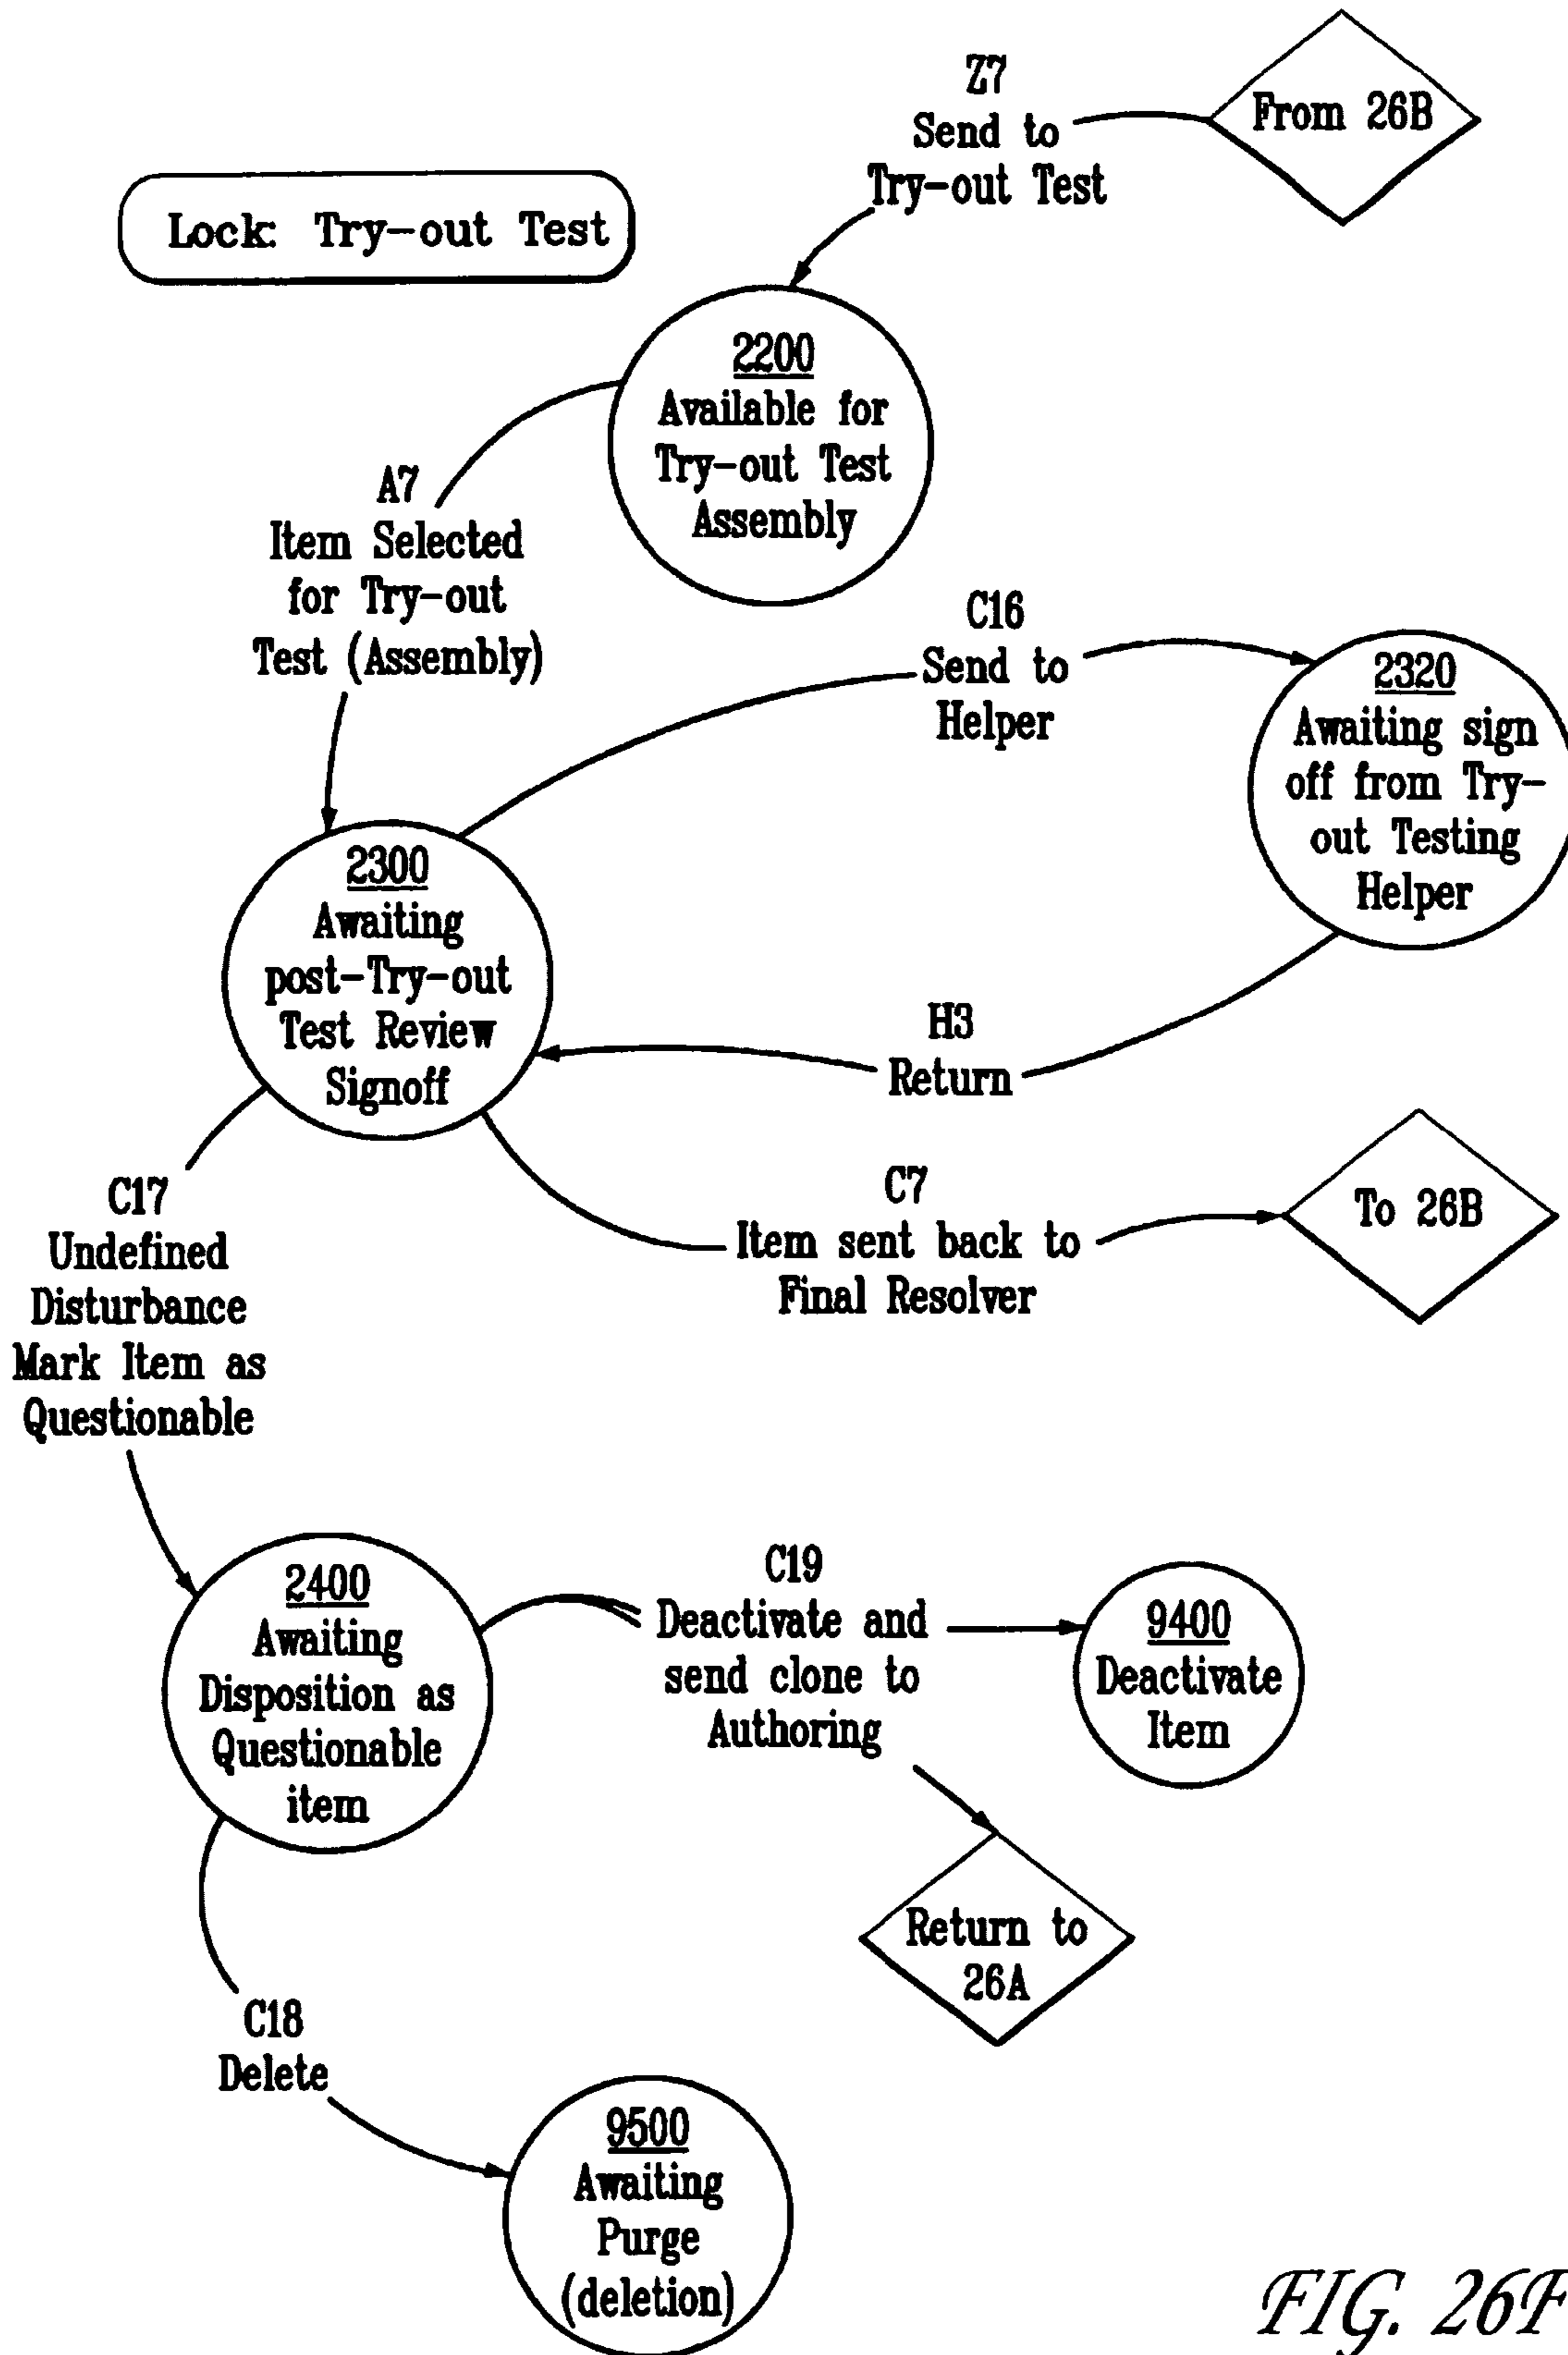 Z7
Send to
Try-out Test
From 26B
Lock: Try-out Test
2200
Available for
Try-out Test
Assembly
A7
Item Selected
for Try-out
Test (Assembly)
C16
Send to
Helper
2320
Awaiting sign
off from Try-
out Testing
Helper
2300
Awaiting
post-Try-out
Test Review
Signoff
H3
Return
C7
Item sent back to
Final Resolver
To 26B
C17
Undefined
Disturbance
Mark Item as
Questionable
2400
Awaiting
Disposition as
Questionable
item
C19
Deactivate and
send clone to
Authoring
9400
Deactivate
Item
Return to
26A
C18
Delete
9500
Awaiting
Purge
(deletion)
FIG. 26F